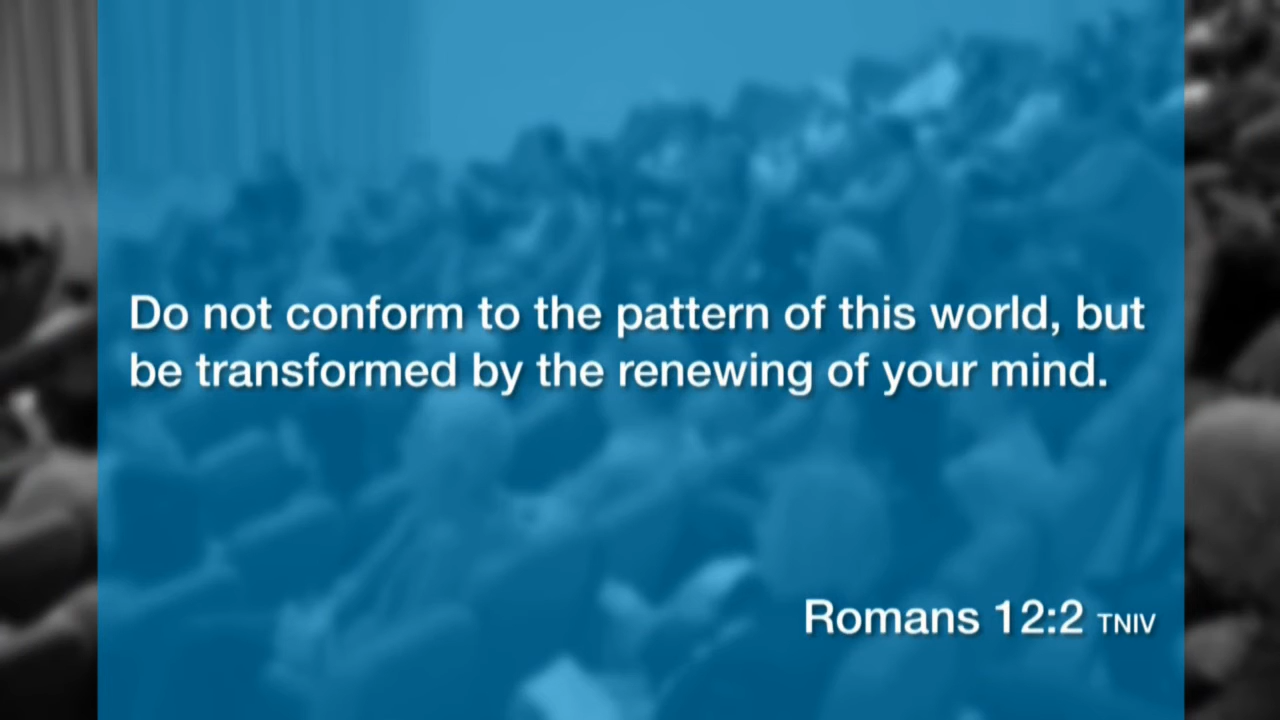 Do not conform to the pattern of this world, but
be transformed by the renewing of your mind.
Romans 12:2 TNIV